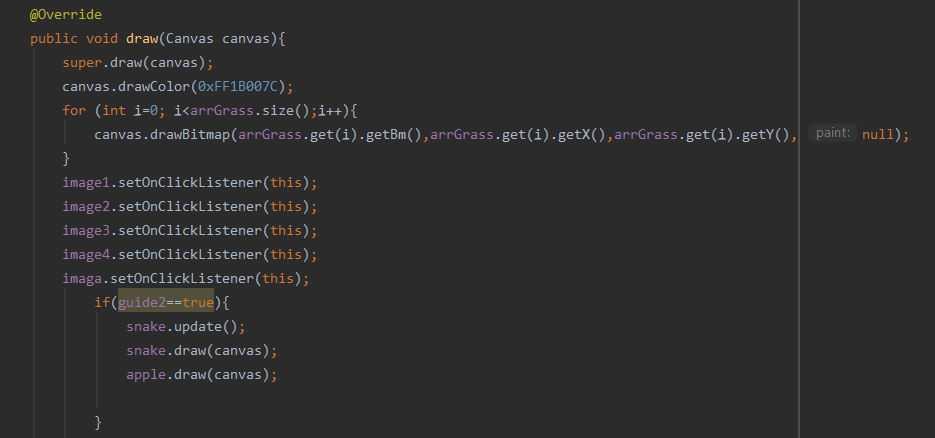 @Override
public void draw(Canvas canvas){
super.draw(canvas);
canvas.drawColor(0xFF1B007C);
for (int i=0; i<arrGrass.size();i++){
canvas.drawBitmap(arrGrass.get(i).getBm(),arrGrass.get(i).getX(),arrGrass.get(i).getY(), paint: null);
}
image1.setOnClickListener(this);
image2.setOnClickListener(this);
image3.setOnClickListener(this);
image4.setOnClickListener(this);
imaga.setOnClickListener(this);
if(guide2==true){
snake.update();
snake.draw(canvas);
apple.draw(canvas);
}